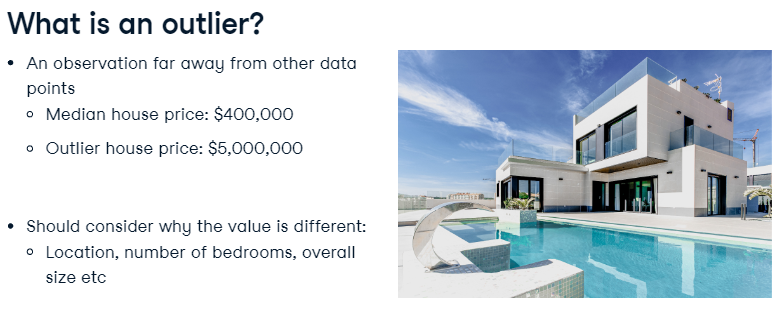 What is an outlier?
• An observation far away from other data
points
◦ Median house price: $400,000
◦ Outlier house price: $5,000,000
• Should consider why the value is different:
◦ Location, number of bedrooms, overall
size etc